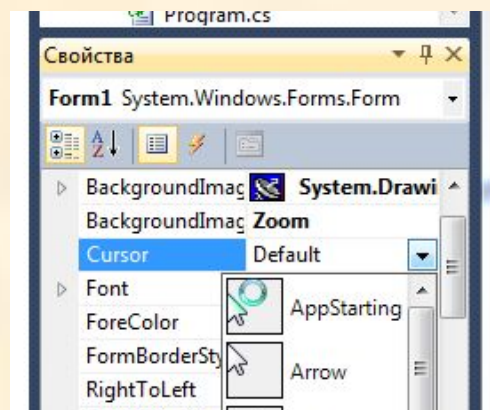 Program.cs
Свойства
Form1 System.Windows.Forms.Form
BackgroundImag System.Drawi
BackgroundImag Zoom
Cursor Default
Font
AppStarting
ForeColor
FormBorderSty
Arrow
RightToLeft